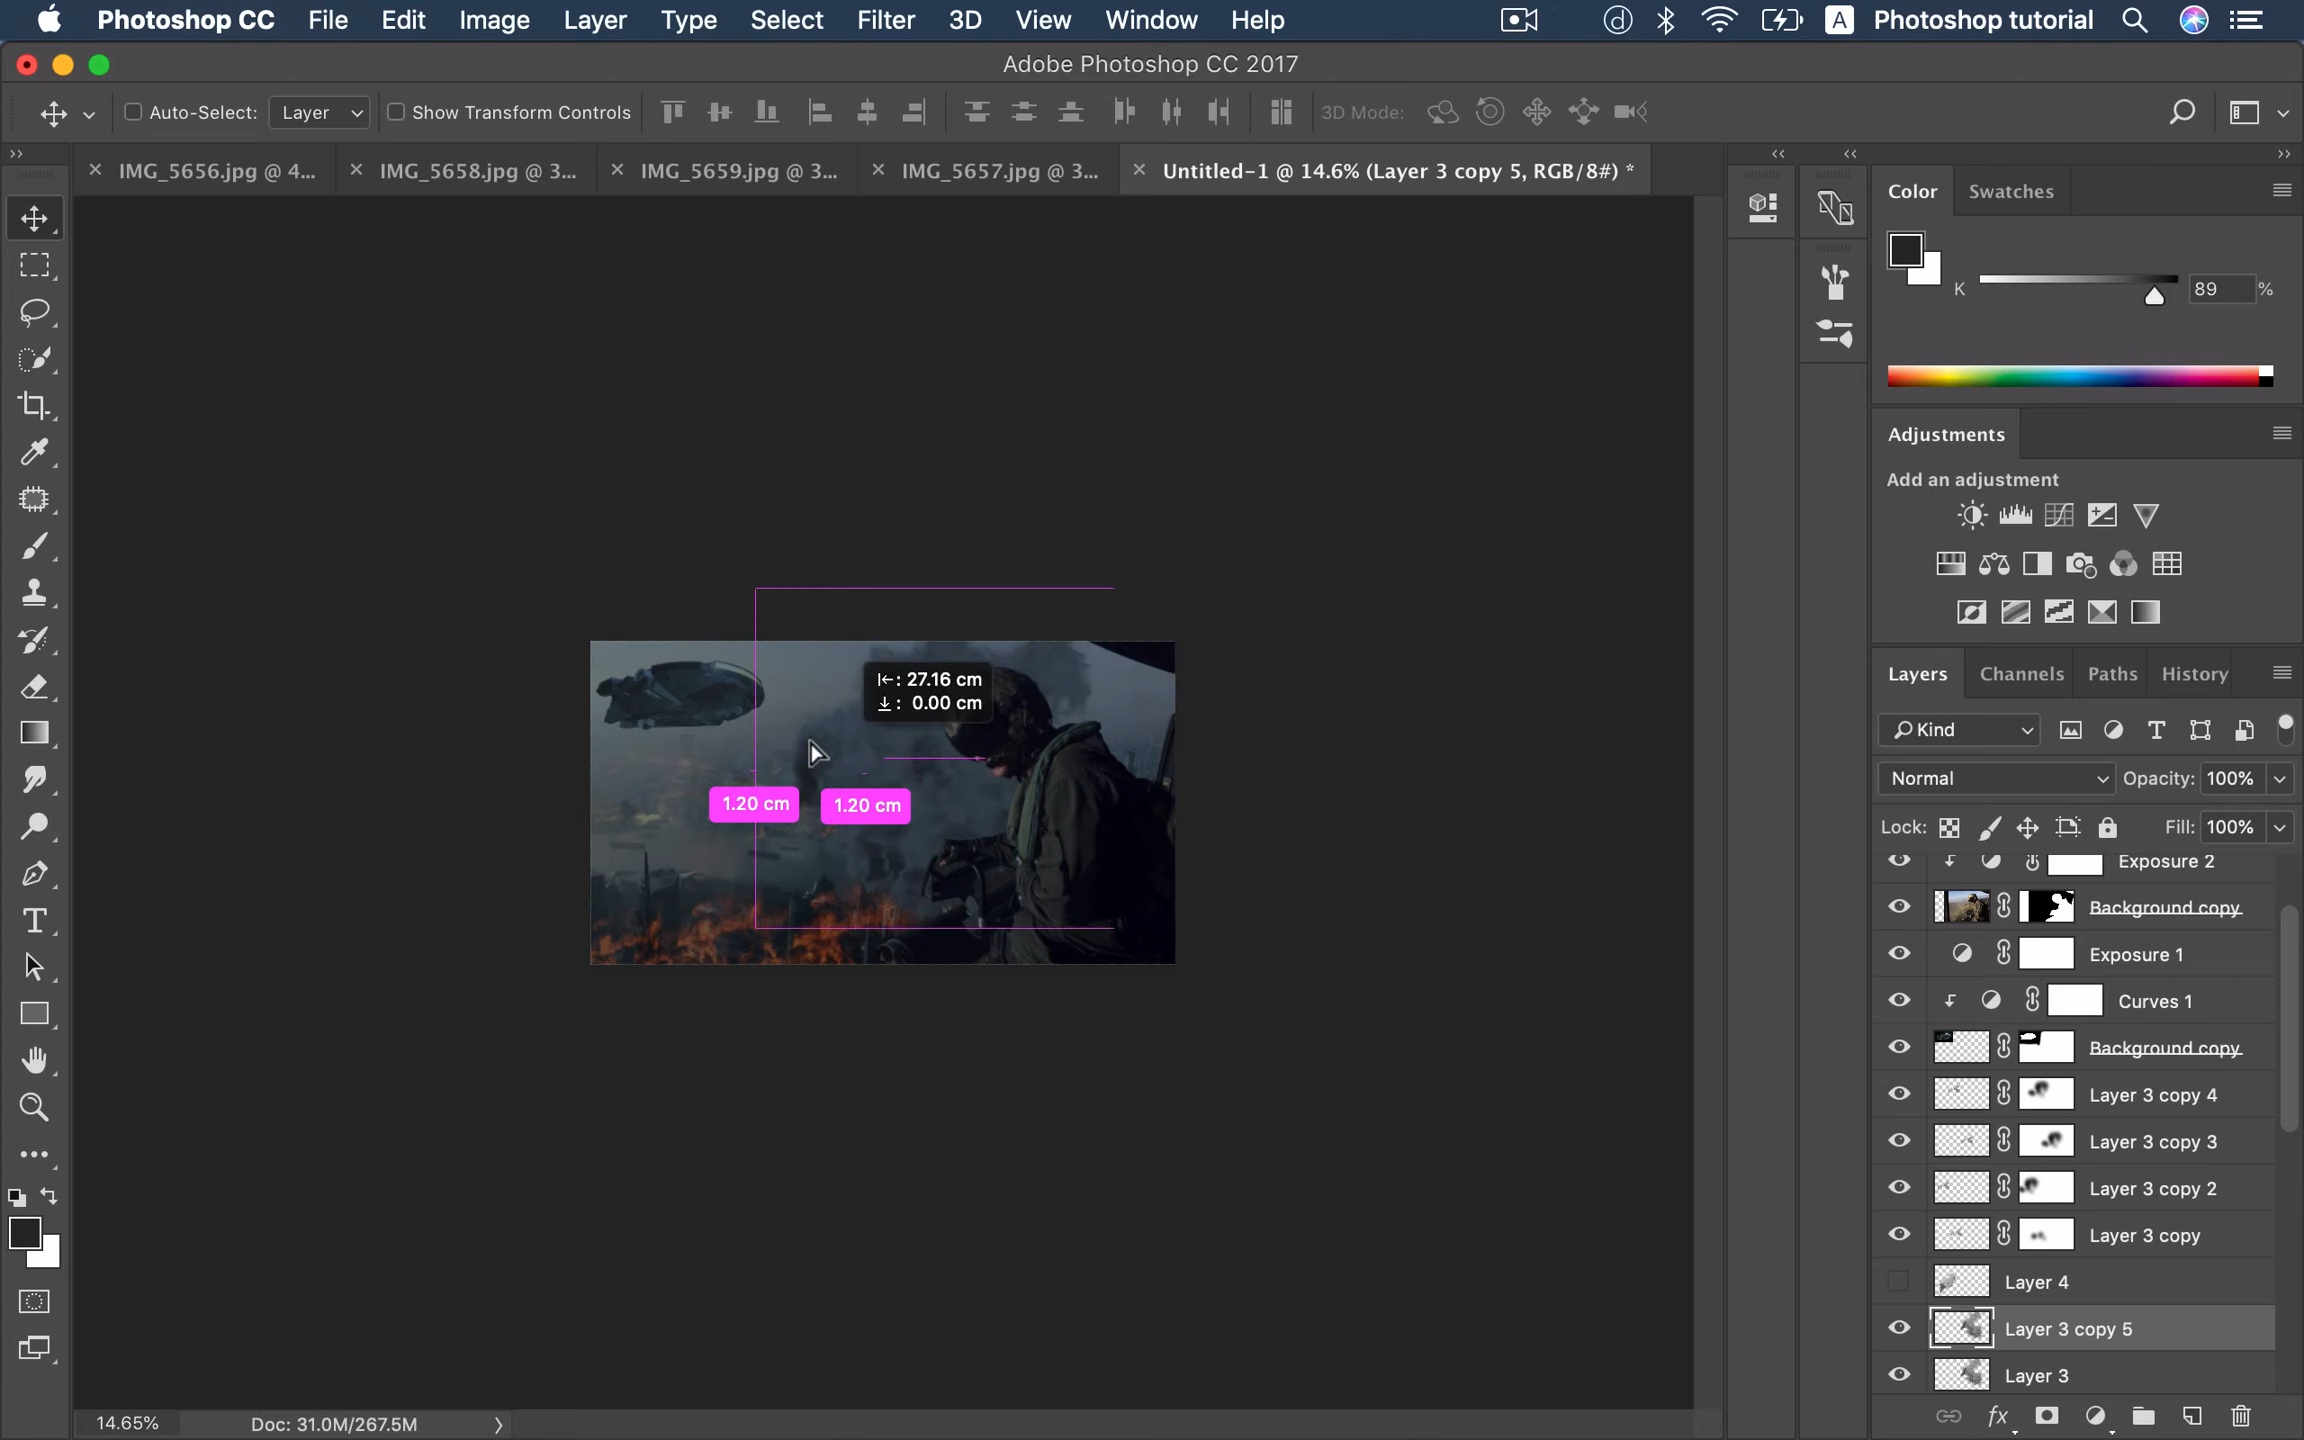 Photoshop CC File Edit Image Layer Type Select Filter 3D View Window Help A Photoshop tutorial
Adobe Photoshop CC 2017
Auto-Select: Layer Show Transform Controls 3D Mode:
IMG_5656.jpg @ 4... IMG_5658.jpg @ 3... IMG_5659.jpg @ 3... IMG_5657.jpg @ 3... Untitled-1 @ 14.6% (Layer 3 copy 5, RGB/8#) *
Color Swatches
K 89 %
Adjustments
Add an adjustment
Layers Channels Paths History
Kind
Normal Opacity: 100%
Lock: Fill: 100%
Exposure 2
Background copy
Exposure 1
Curves 1
Background copy
Layer 3 copy 4
Layer 3 copy 3
Layer 3 copy 2
Layer 3 copy
Layer 4
Layer 3 copy 5
Layer 3
fx
: 27.16 cm
: 0.00 cm
1.20 cm 1.20 cm
14.65% Doc: 31.0M/267.5M